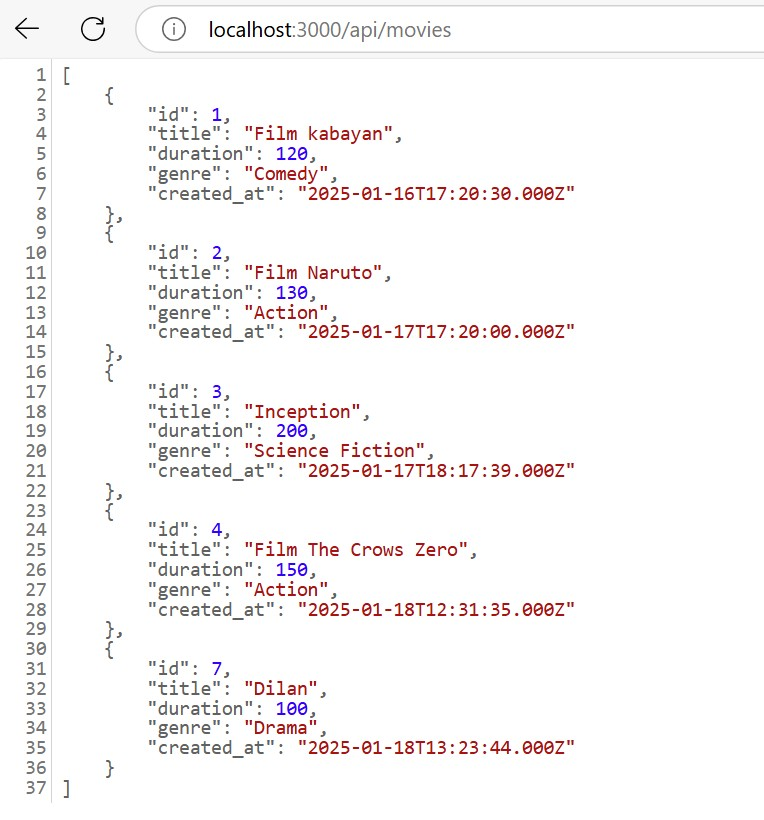 localhost:3000/api/movies
1 [
2     {
3         "id": 1,
4         "title": "Film kabayan",
5         "duration": 120,
6         "genre": "Comedy",
7         "created_at": "2025-01-16T17:20:30.000Z"
8     },
9     {
10         "id": 2,
11         "title": "Film Naruto",
12         "duration": 130,
13         "genre": "Action",
14         "created_at": "2025-01-17T17:20:00.000Z"
15     },
16     {
17         "id": 3,
18         "title": "Inception",
19         "duration": 200,
20         "genre": "Science Fiction",
21         "created_at": "2025-01-17T18:17:39.000Z"
22     },
23     {
24         "id": 4,
25         "title": "Film The Crows Zero",
26         "duration": 150,
27         "genre": "Action",
28         "created_at": "2025-01-18T12:31:35.000Z"
29     },
30     {
31         "id": 7,
32         "title": "Dilan",
33         "duration": 100,
34         "genre": "Drama",
35         "created_at": "2025-01-18T13:23:44.000Z"
36     }
37 ]